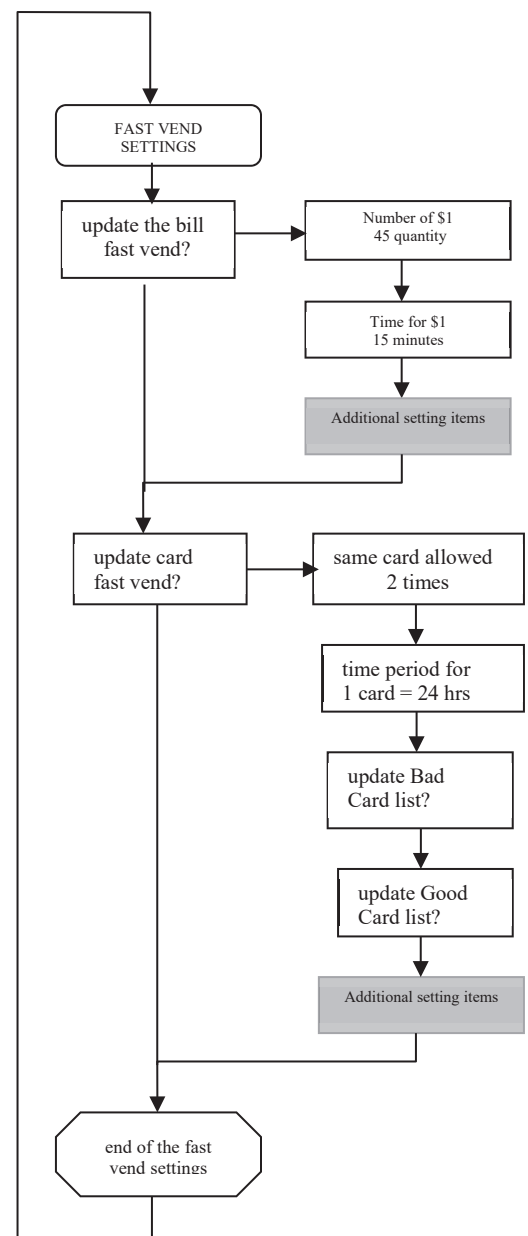 FAST VEND
SETTINGS
update the bill
fast vend?
Number of $1
45 quantity
Time for $1
15 minutes
Additional setting items
update card
fast vend?
same card allowed
2 times
time period for
1 card = 24 hrs
update Bad
Card list?
update Good
Card list?
Additional setting items
end of the fast
vend settings